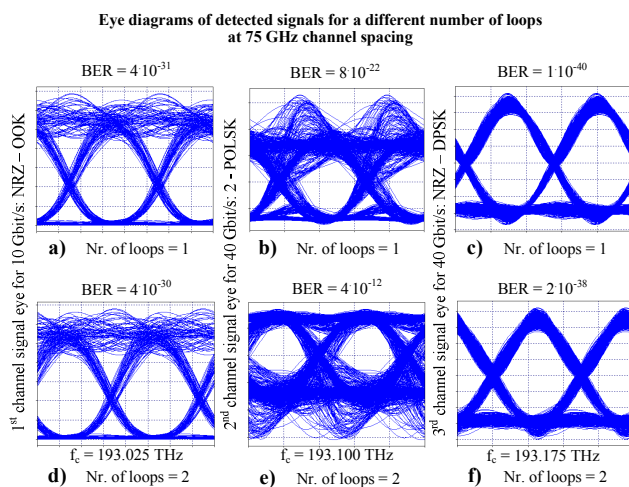 Eye diagrams of detected signals for a different number of loops
at 75 GHz channel spacing
BER = 4·10^-31
BER = 8·10^-22
BER = 1·10^-40
1st channel signal eye for 10 Gbit/s: NRZ – OOK
2nd channel signal eye for 40 Gbit/s: 2 - POLSK
3rd channel signal eye for 40 Gbit/s: NRZ – DPSK
a) Nr. of loops = 1
b) Nr. of loops = 1
c) Nr. of loops = 1
BER = 4·10^-30
BER = 4·10^-12
BER = 2·10^-38
fc = 193.025 THz
fc = 193.100 THz
fc = 193.175 THz
d) Nr. of loops = 2
e) Nr. of loops = 2
f) Nr. of loops = 2